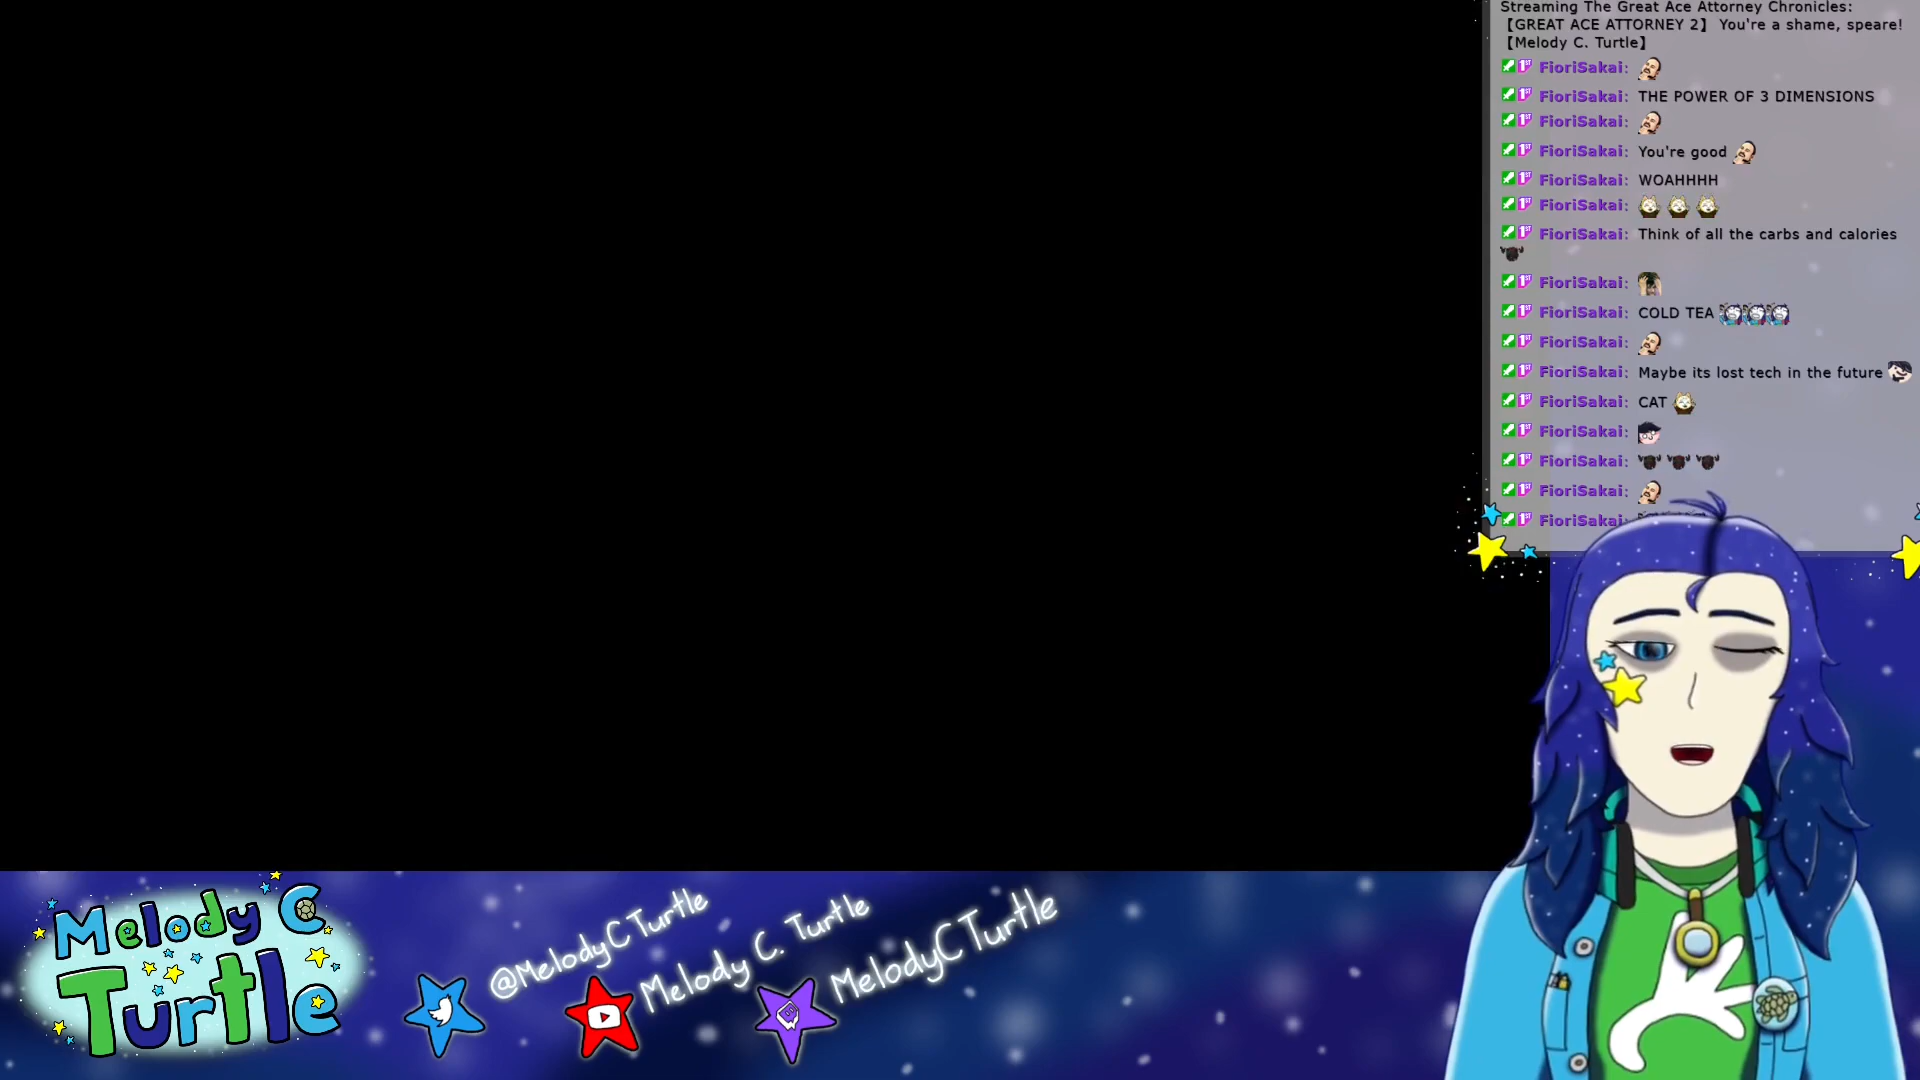 Streaming The Great Ace Attorney Chronicles:
【GREAT ACE ATTORNEY 2】 You're a shame, speare!
【Melody C. Turtle】
FioriSakai:
FioriSakai: THE POWER OF 3 DIMENSIONS
FioriSakai:
FioriSakai: You're good
FioriSakai: WOAHHHH
FioriSakai:
FioriSakai: Think of all the carbs and calories
FioriSakai:
FioriSakai: COLD TEA
FioriSakai:
FioriSakai: Maybe its lost tech in the future
FioriSakai: CAT
FioriSakai:
FioriSakai:
FioriSakai:
FioriSakai:
Melody C
Turtle
@MelodyCTurtle
Melody C. Turtle
MelodyCTurtle